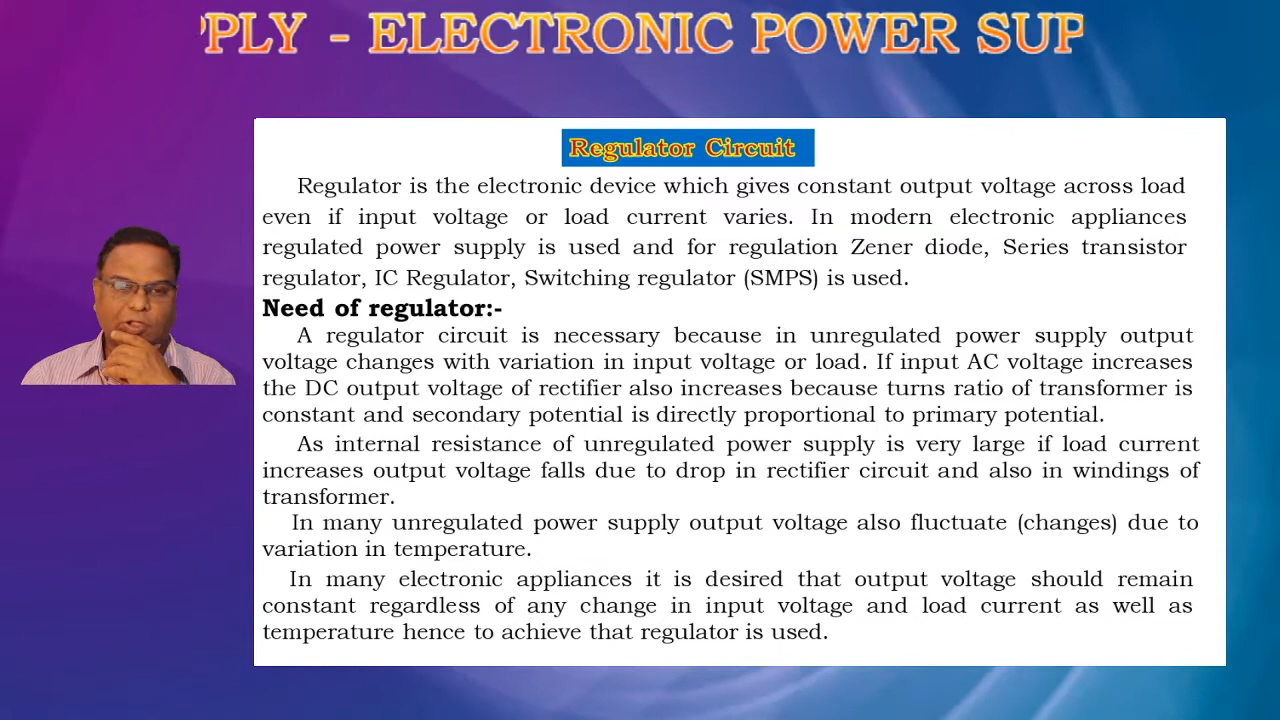 PLY - ELECTRONIC POWER SUP
Regulator Circuit
Regulator is the electronic device which gives constant output voltage across load
even if input voltage or load current varies. In modern electronic appliances
regulated power supply is used and for regulation Zener diode, Series transistor
regulator, IC Regulator, Switching regulator (SMPS) is used.
Need of regulator:-
A regulator circuit is necessary because in unregulated power supply output
voltage changes with variation in input voltage or load. If input AC voltage increases
the DC output voltage of rectifier also increases because turns ratio of transformer is
constant and secondary potential is directly proportional to primary potential.
As internal resistance of unregulated power supply is very large if load current
increases output voltage falls due to drop in rectifier circuit and also in windings of
transformer.
In many unregulated power supply output voltage also fluctuate (changes) due to
variation in temperature.
In many electronic appliances it is desired that output voltage should remain
constant regardless of any change in input voltage and load current as well as
temperature hence to achieve that regulator is used.